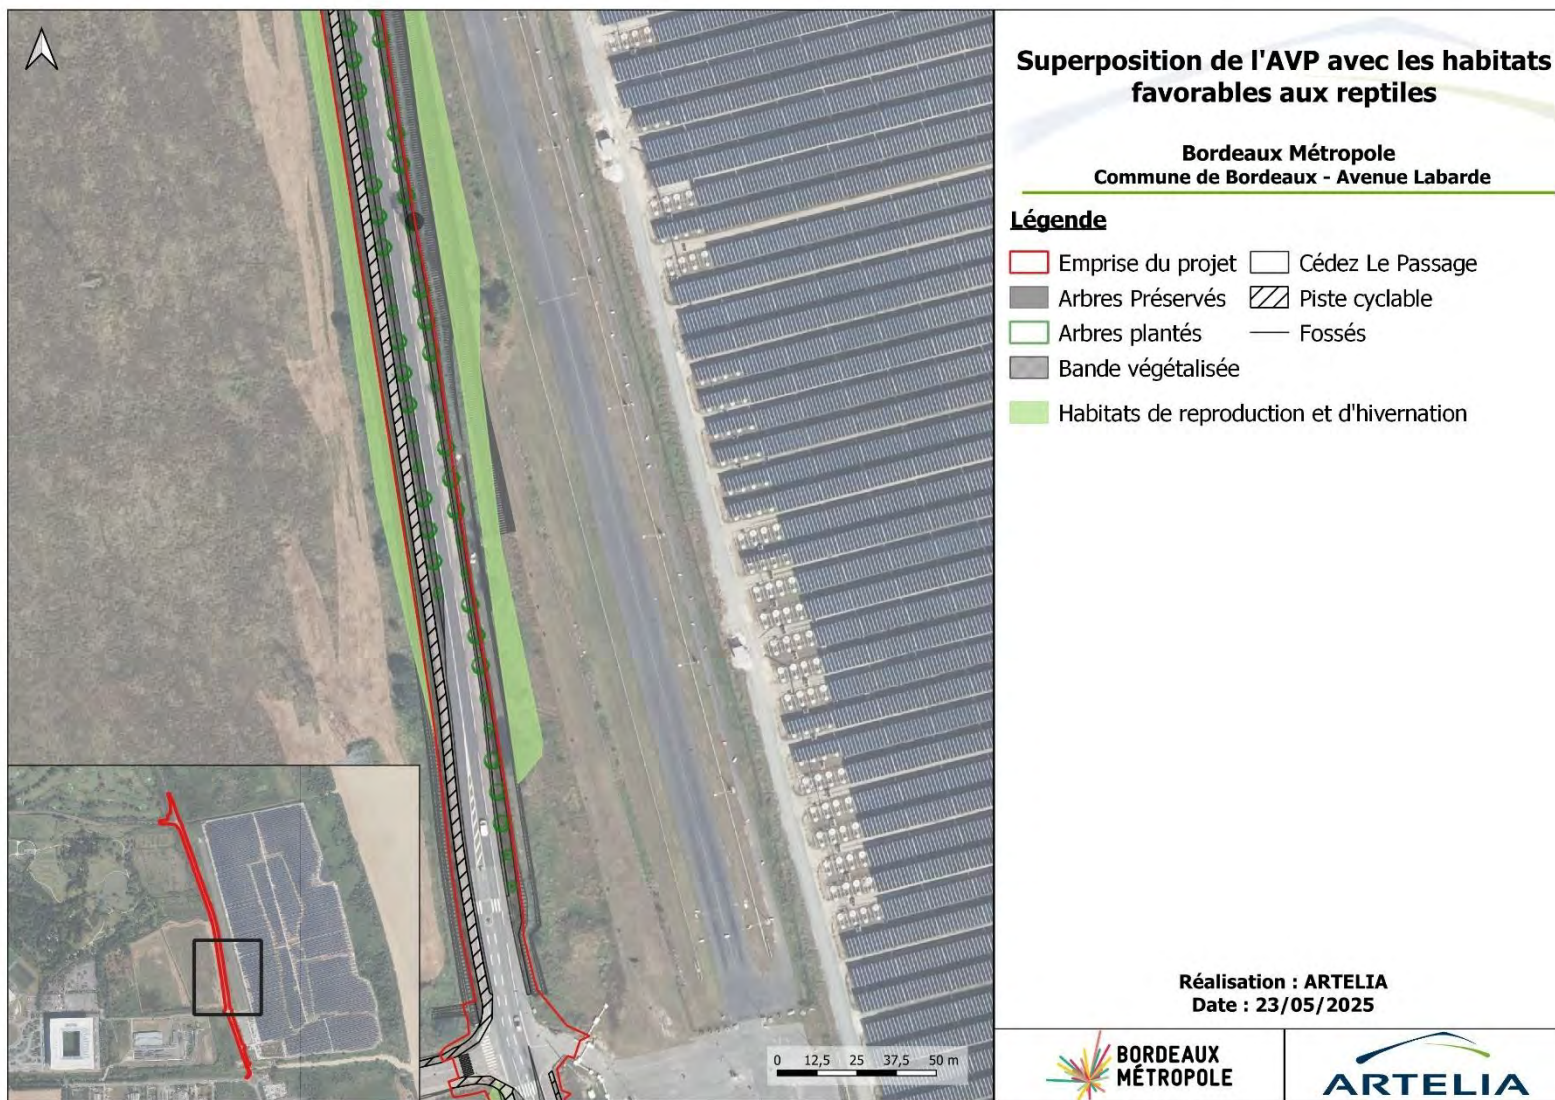 Superposition de l'AVP avec les habitats
favorables aux reptiles
Bordeaux Métropole
Commune de Bordeaux - Avenue Labarde
Légende
Emprise du projet
Cédez Le Passage
Arbres Préservés
Piste cyclable
Arbres plantés
Fossés
Bande végétalisée
Habitats de reproduction et d'hivernation
0 12,5 25 37,5 50 m
Réalisation : ARTELIA
Date : 23/05/2025
BORDEAUX
MÉTROPOLE
ARTELIA